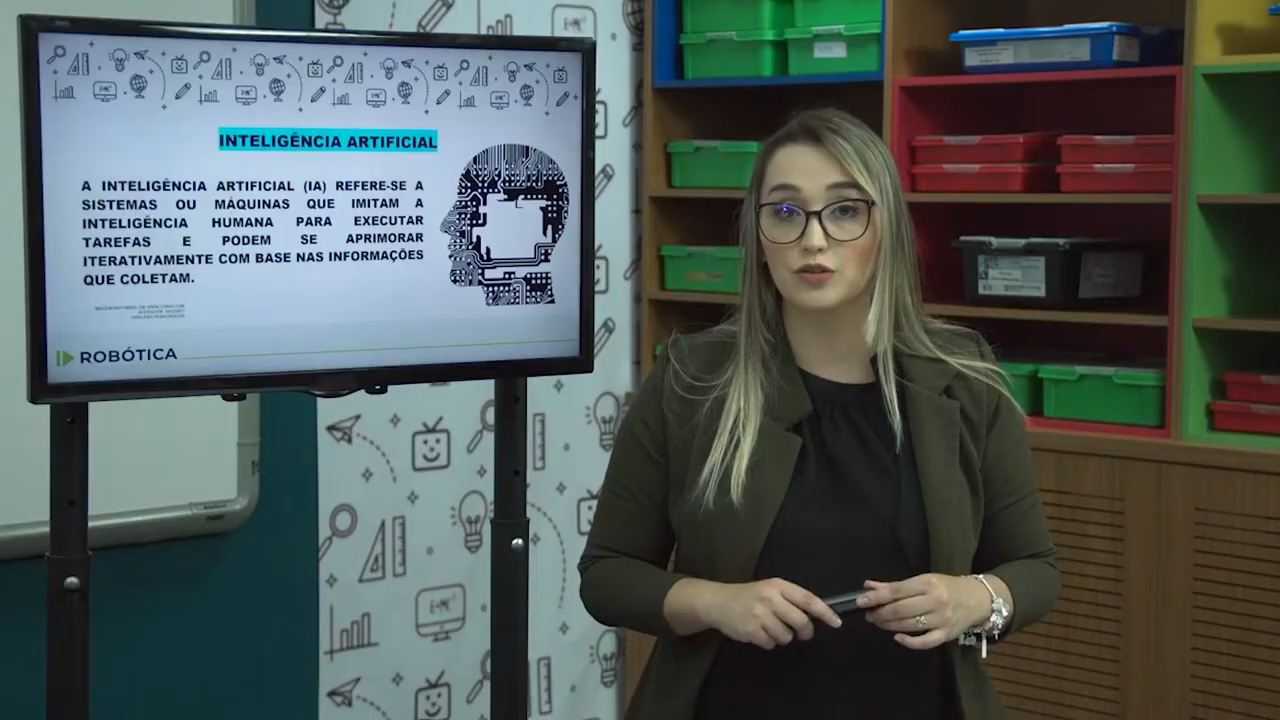 INTELIGÊNCIA ARTIFICIAL
A INTELIGÊNCIA ARTIFICIAL (IA) REFERE-SE A
SISTEMAS OU MÁQUINAS QUE IMITAM A
INTELIGÊNCIA HUMANA PARA EXECUTAR
TAREFAS E PODEM SE APRIMORAR
ITERATIVAMENTE COM BASE NAS INFORMAÇÕES
QUE COLETAM.
ROBÓTICA